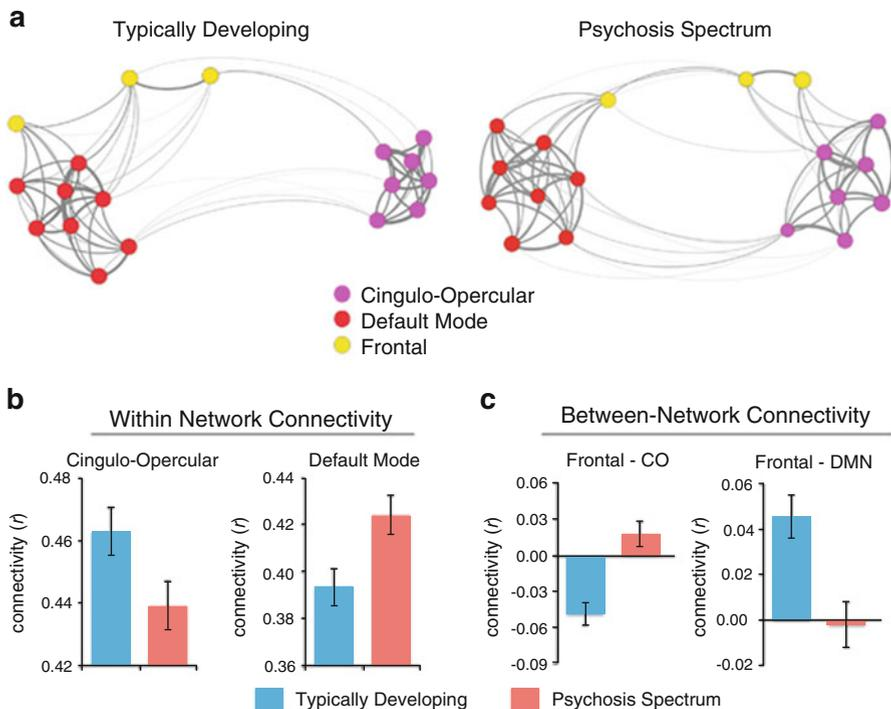 a
Typically Developing
Psychosis Spectrum
Cingulo-Opercular
Default Mode
Frontal
b
Within Network Connectivity
Cingulo-Opercular
connectivity (r)
0.48
0.46
0.44
0.42
Default Mode
connectivity (r)
0.44
0.42
0.40
0.38
0.36
c
Between-Network Connectivity
Frontal - CO
connectivity (r)
0.06
0.03
0.00
-0.03
-0.06
-0.09
Frontal - DMN
connectivity (r)
0.06
0.04
0.02
0.00
-0.02
Typically Developing
Psychosis Spectrum